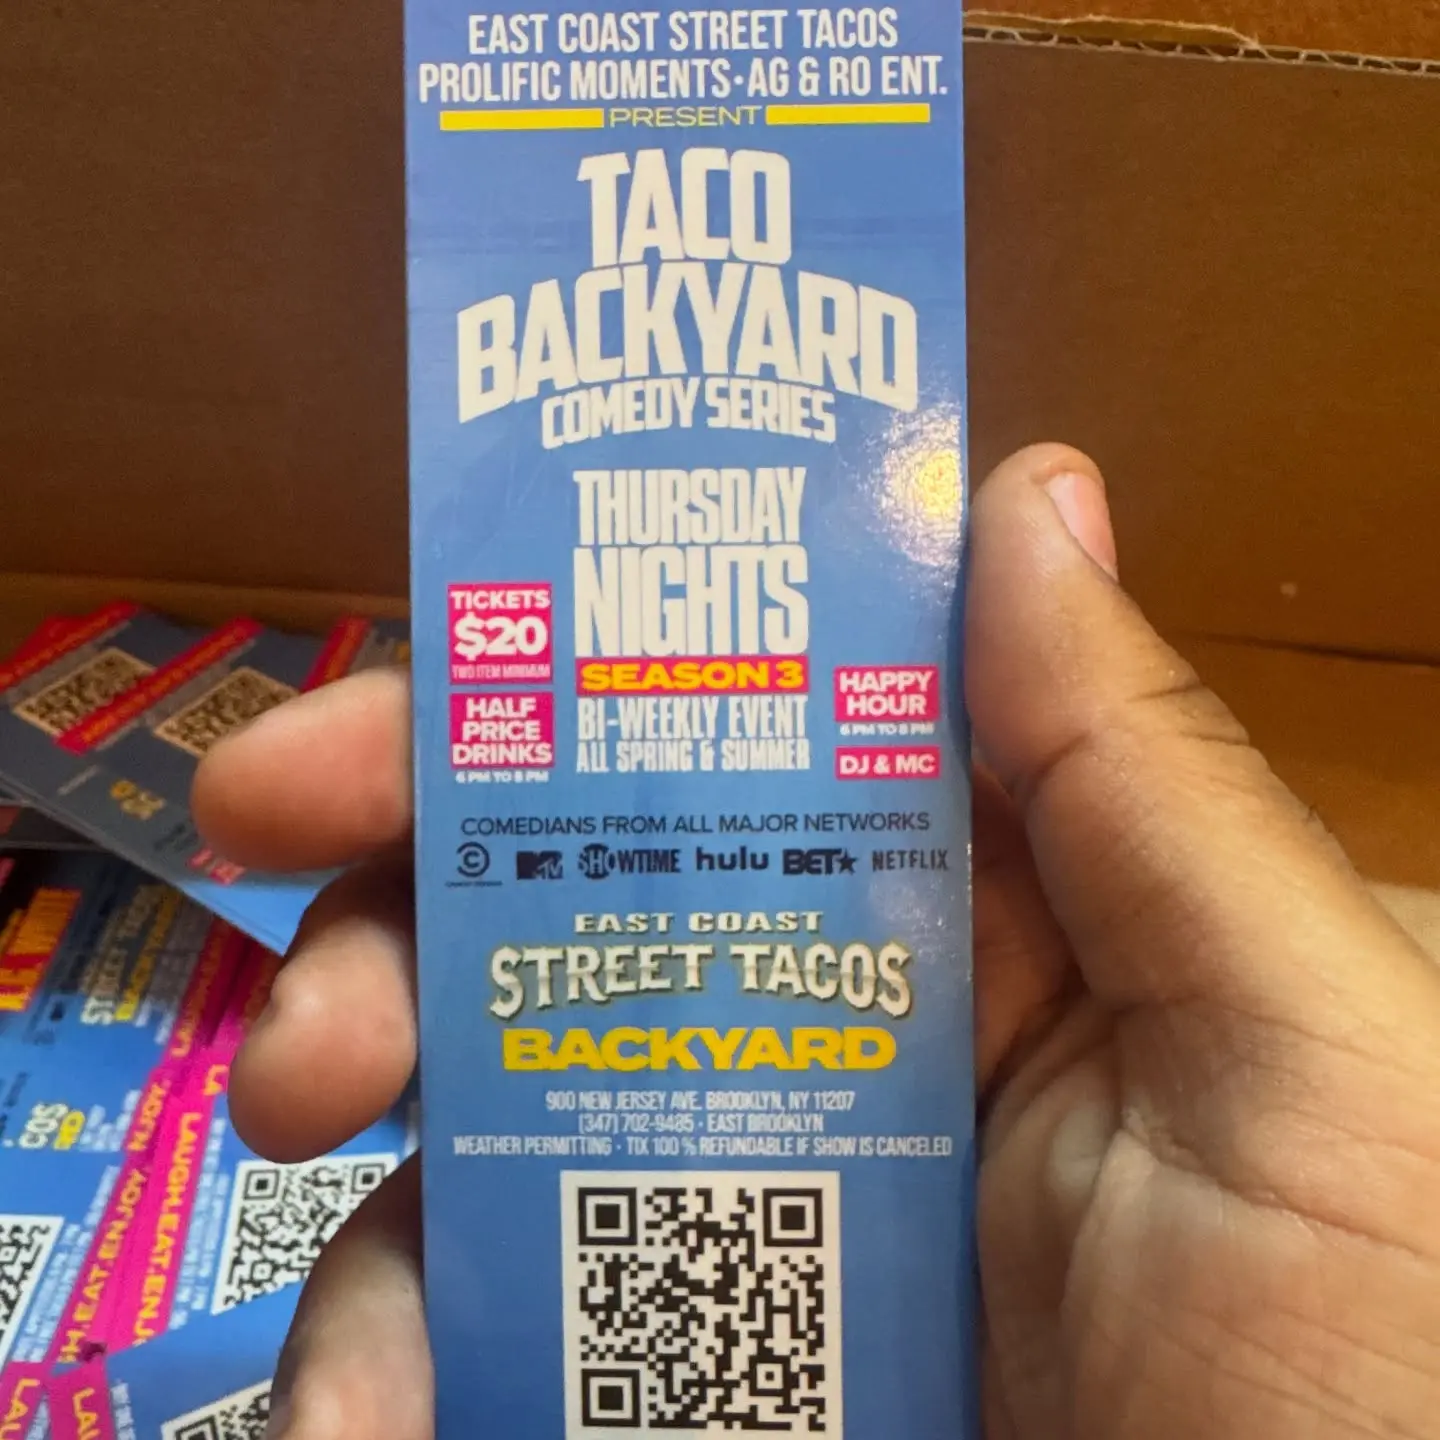 EAST COAST STREET TACOS
PROLIFIC MOMENTS • AG & RO ENT.
PRESENT
TACO
BACKYARD
COMEDY SERIES
THURSDAY
NIGHTS
SEASON 3
BI-WEEKLY EVENT
ALL SPRING & SUMMER
TICKETS
$20
TWO ITEM MINIMUM
HALF
PRICE
DRINKS
6 PM TO 8 PM
HAPPY
HOUR
6 PM TO 8 PM
DJ & MC
COMEDIANS FROM ALL MAJOR NETWORKS
MTV SHOWTIME hulu BET★ NETFLIX
EAST COAST
STREET TACOS
BACKYARD
900 NEW JERSEY AVE. BROOKLYN, NY 11207
(347) 702-9485 • EAST BROOKLYN
WEATHER PERMITTING • TIX 100 % REFUNDABLE IF SHOW IS CANCELED
LAUGH.EAT.ENJOY